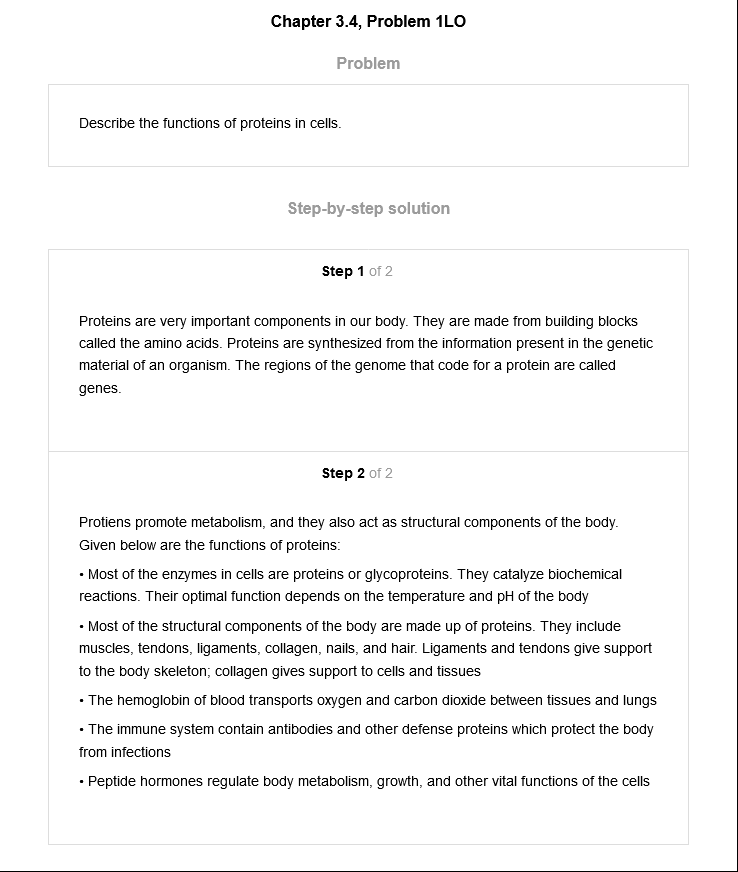 Chapter 3.4, Problem 1LO
Problem
Describe the functions of proteins in cells.
Step-by-step solution
Step 1 of 2
Proteins are very important components in our body. They are made from building blocks
called the amino acids. Proteins are synthesized from the information present in the genetic
material of an organism. The regions of the genome that code for a protein are called
genes.
Step 2 of 2
Protiens promote metabolism, and they also act as structural components of the body.
Given below are the functions of proteins:
• Most of the enzymes in cells are proteins or glycoproteins. They catalyze biochemical
reactions. Their optimal function depends on the temperature and pH of the body
• Most of the structural components of the body are made up of proteins. They include
muscles, tendons, ligaments, collagen, nails, and hair. Ligaments and tendons give support
to the body skeleton; collagen gives support to cells and tissues
• The hemoglobin of blood transports oxygen and carbon dioxide between tissues and lungs
• The immune system contain antibodies and other defense proteins which protect the body
from infections
• Peptide hormones regulate body metabolism, growth, and other vital functions of the cells